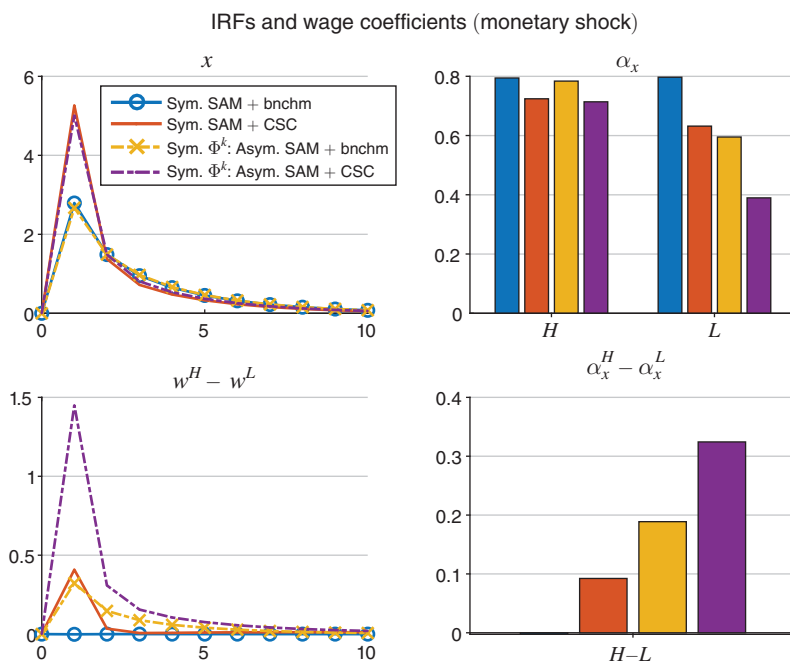 IRFs and wage coefficients (monetary shock)
x
6
4
2
0
0
5
10
Sym. SAM + bnchm
Sym. SAM + CSC
Sym. Φᵏ: Asym. SAM + bnchm
Sym. Φᵏ: Asym. SAM + CSC
αₓ
0.8
0.6
0.4
0.2
0
H
L
wᴴ − wᴸ
1.5
1
0.5
0
0
5
10
αₓᴴ − αₓᴸ
0.4
0.3
0.2
0.1
0
H–L